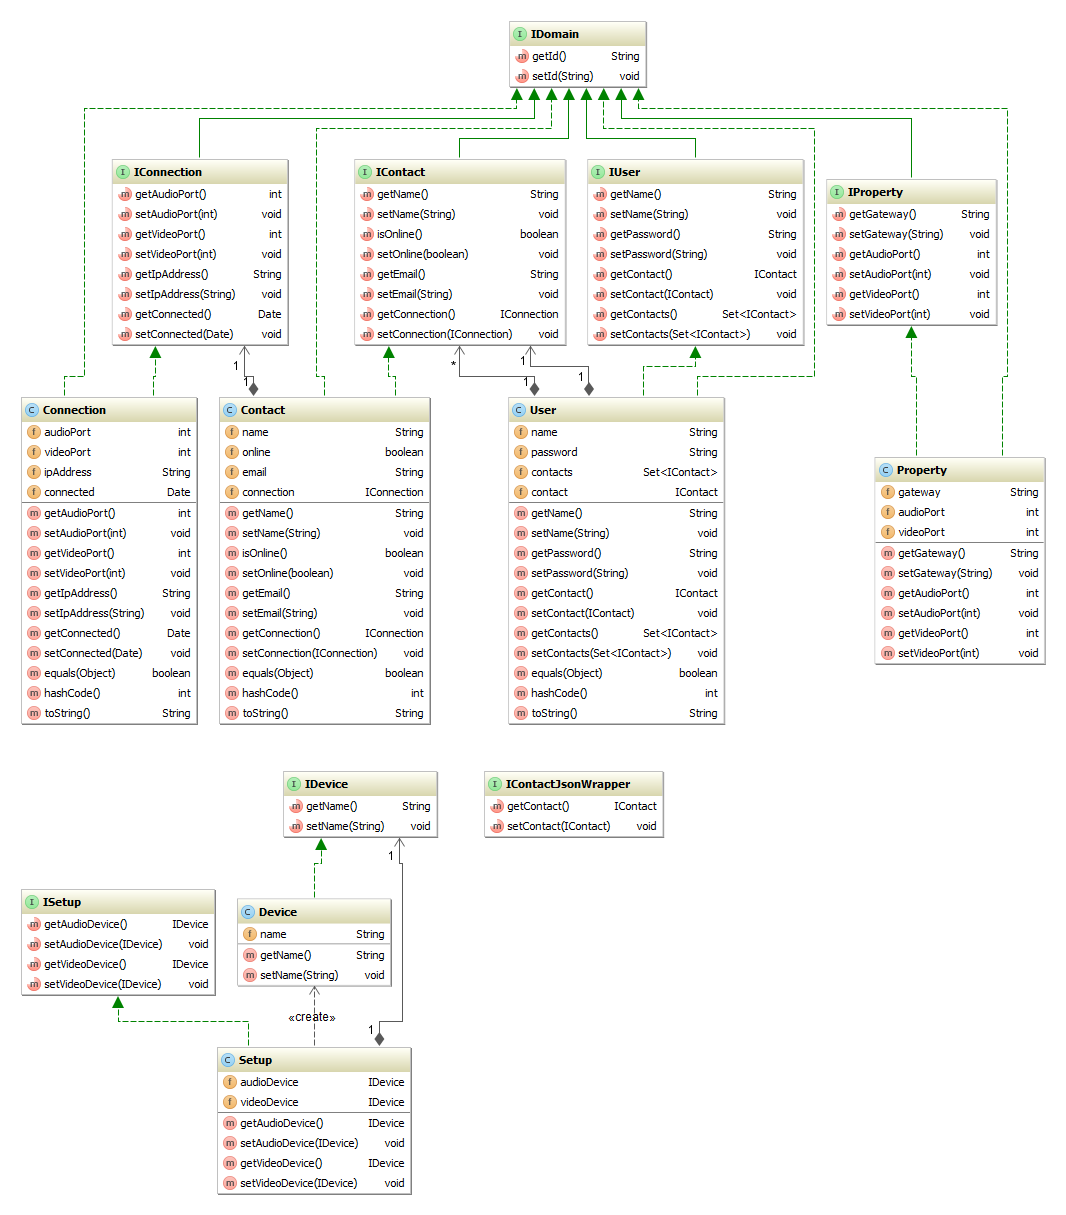 I IDomain
m getId() String
m setId(String) void
I IConnection
m getAudioPort() int
m setAudioPort(int) void
m getVideoPort() int
m setVideoPort(int) void
m getIpAddress() String
m setIpAddress(String) void
m getConnected() Date
m setConnected(Date) void
I IContact
m getName() String
m setName(String) void
m isOnline() boolean
m setOnline(boolean) void
m getEmail() String
m setEmail(String) void
m getConnection() IConnection
m setConnection(IConnection) void
I IUser
m getName() String
m setName(String) void
m getPassword() String
m setPassword(String) void
m getContact() IContact
m setContact(IContact) void
m getContacts() Set<IContact>
m setContacts(Set<IContact>) void
I IProperty
m getGateway() String
m setGateway(String) void
m getAudioPort() int
m setAudioPort(int) void
m getVideoPort() int
m setVideoPort(int) void
1
1
*
1
1
1
C Connection
f audioPort int
f videoPort int
f ipAddress String
f connected Date
m getAudioPort() int
m setAudioPort(int) void
m getVideoPort() int
m setVideoPort(int) void
m getIpAddress() String
m setIpAddress(String) void
m getConnected() Date
m setConnected(Date) void
m equals(Object) boolean
m hashCode() int
m toString() String
C Contact
f name String
f online boolean
f email String
f connection IConnection
m getName() String
m setName(String) void
m isOnline() boolean
m setOnline(boolean) void
m getEmail() String
m setEmail(String) void
m getConnection() IConnection
m setConnection(IConnection) void
m equals(Object) boolean
m hashCode() int
m toString() String
C User
f name String
f password String
f contacts Set<IContact>
f contact IContact
m getName() String
m setName(String) void
m getPassword() String
m setPassword(String) void
m getContact() IContact
m setContact(IContact) void
m getContacts() Set<IContact>
m setContacts(Set<IContact>) void
m equals(Object) boolean
m hashCode() int
m toString() String
C Property
f gateway String
f audioPort int
f videoPort int
m getGateway() String
m setGateway(String) void
m getAudioPort() int
m setAudioPort(int) void
m getVideoPort() int
m setVideoPort(int) void
I IDevice
m getName() String
m setName(String) void
I IContactJsonWrapper
m getContact() IContact
m setContact(IContact) void
1
I ISetup
m getAudioDevice() IDevice
m setAudioDevice(IDevice) void
m getVideoDevice() IDevice
m setVideoDevice(IDevice) void
C Device
f name String
m getName() String
m setName(String) void
«create»
1
C Setup
f audioDevice IDevice
f videoDevice IDevice
m getAudioDevice() IDevice
m setAudioDevice(IDevice) void
m getVideoDevice() IDevice
m setVideoDevice(IDevice) void